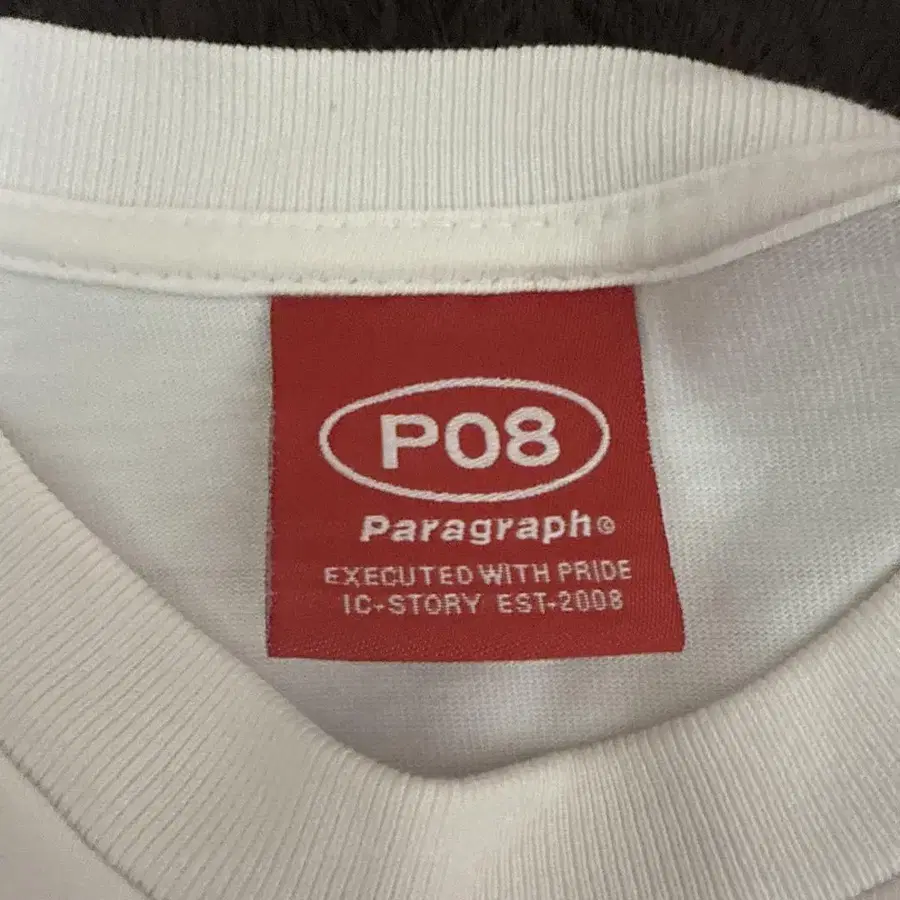 P08
Paragraph©
EXECUTED WITH PRIDE
IC-STORY EST-2008